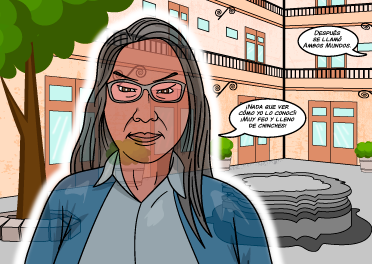 DESPUÉS
SE LLAMÓ
AMBOS MUNDOS.
¡NADA QUE VER
CÓMO YO LO CONOCÍ!
¡MUY FEO Y LLENO
DE CHINCHES!